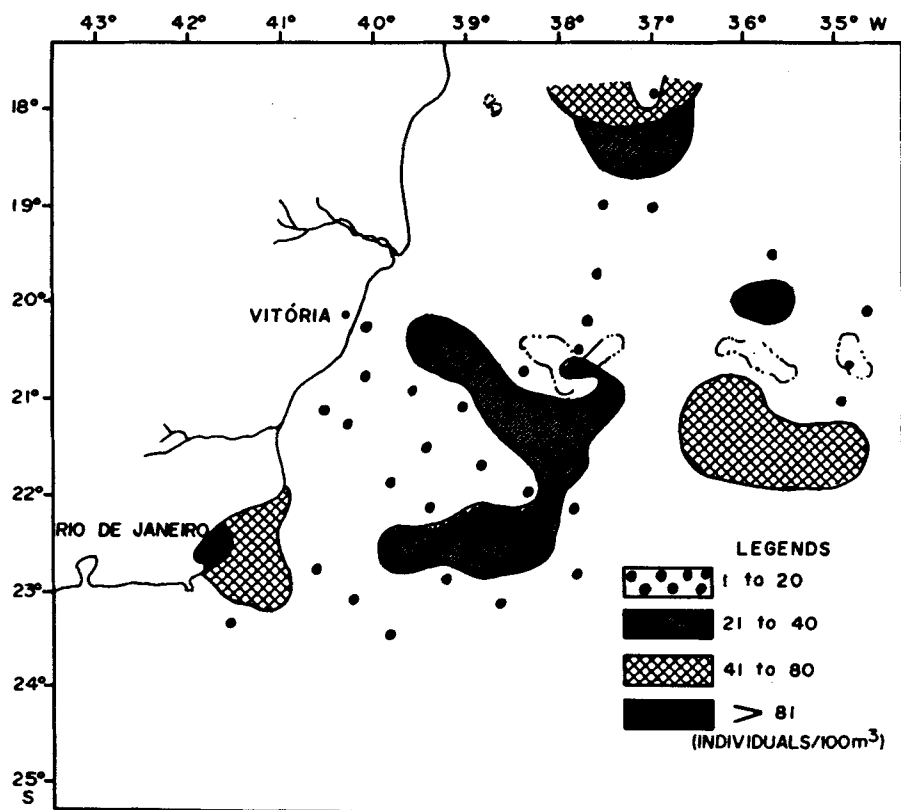 43° 42° 41° 40° 39° 38° 37° 36° 35° W
18°
19°
20°
VITÓRIA
21°
22°
RIO DE JANEIRO
23°
24°
25°
S
LEGENDS
1 to 20
21 to 40
41 to 80
> 81
(INDIVIDUALS/100m³)